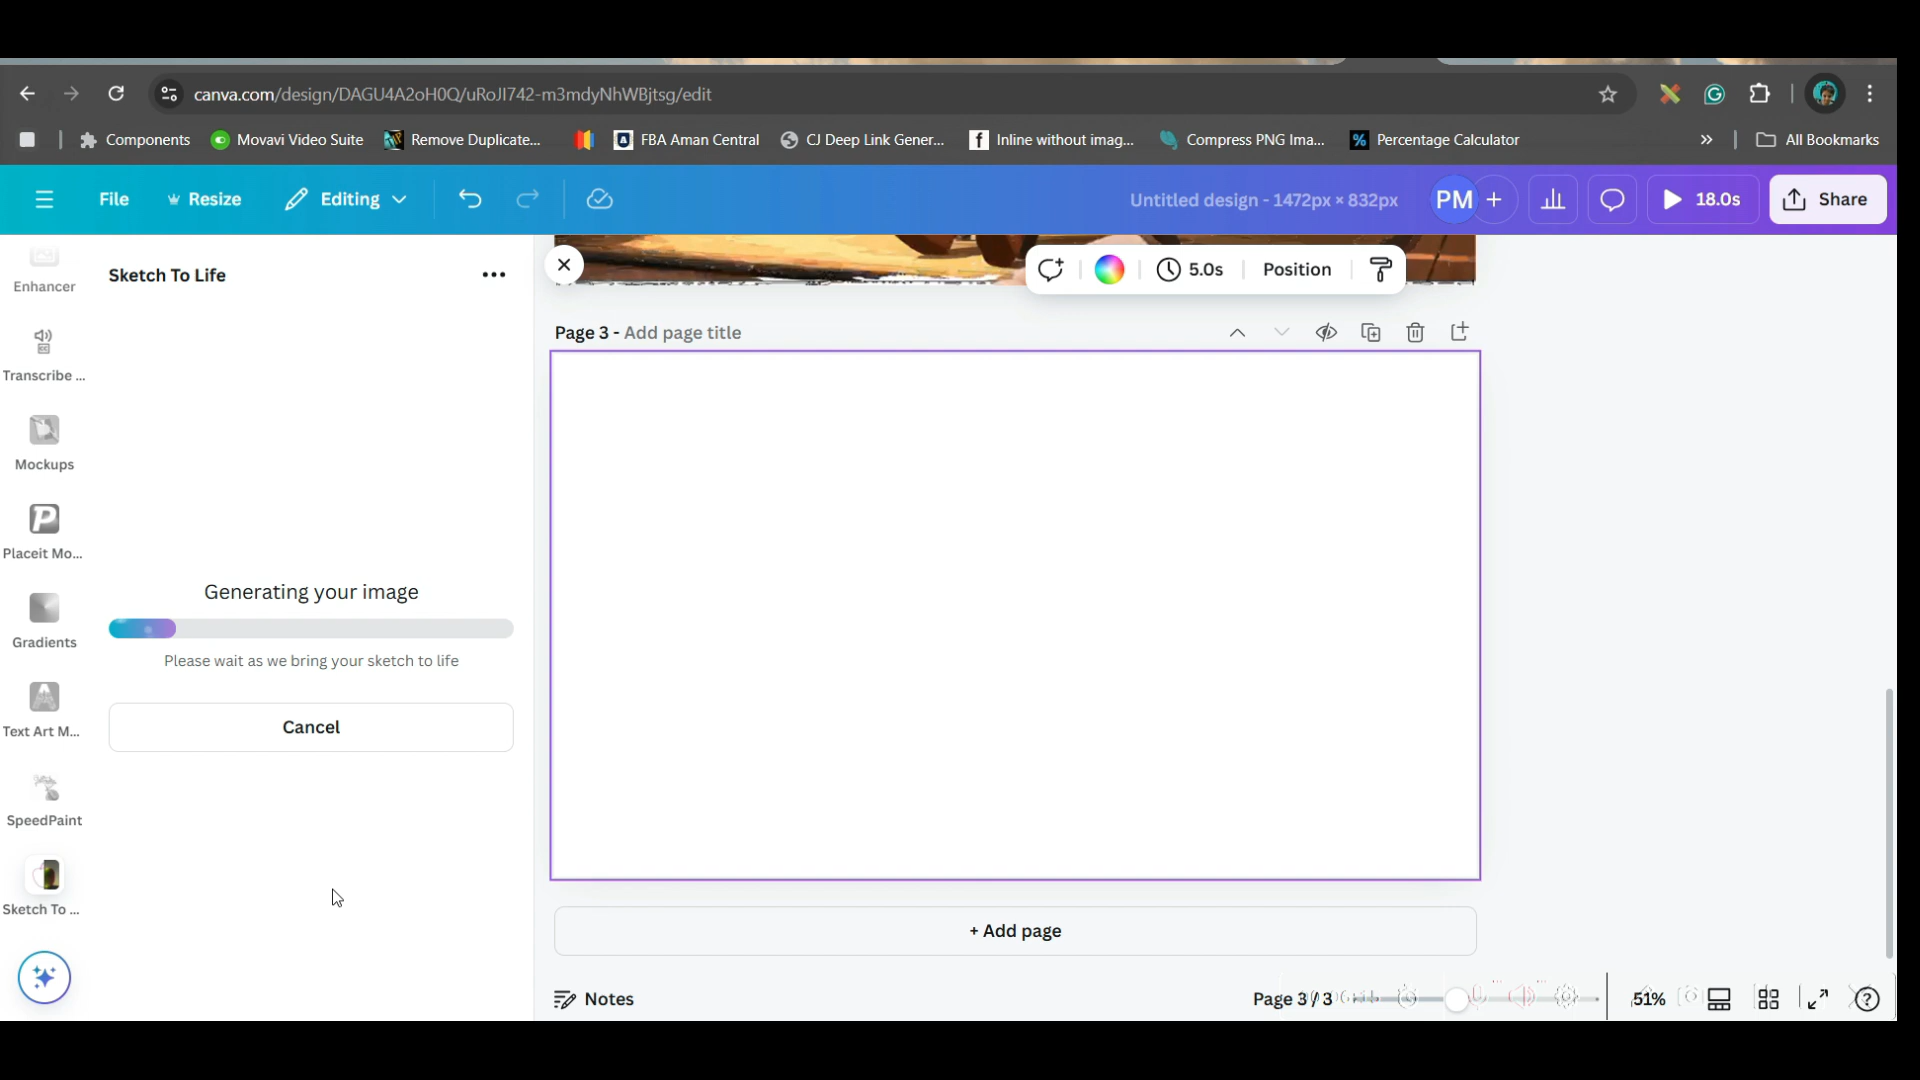 canva.com/design/DAGU4A2oH0Q/uRoJI742-m3mdyNhWBjtsg/edit
Components
Movavi Video Suite
Remove Duplicate...
FBA Aman Central
CJ Deep Link Gener...
Inline without imag...
Compress PNG Ima...
Percentage Calculator
»
All Bookmarks
File
Resize
Editing
Untitled design - 1472px × 832px
PM
+
18.0s
Share
Enhancer
Transcribe ...
Mockups
Placeit Mo...
Gradients
Text Art M...
SpeedPaint
Sketch To ...
Sketch To Life
Generating your image
Please wait as we bring your sketch to life
Cancel
5.0s
Position
Page 3 - Add page title
+ Add page
Notes
Page 3 / 3
51%